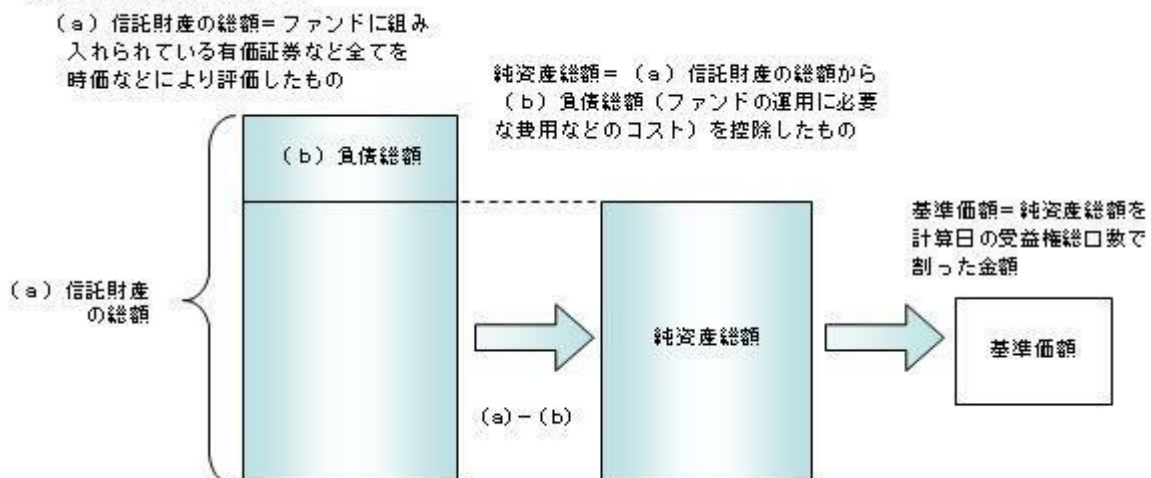 （a）信託財産の総額＝ファンドに組み
入れられている有価証券など全てを
時価などにより評価したもの
純資産総額＝（a）信託財産の総額から
（b）負債総額（ファンドの運用に必要
な費用などのコスト）を控除したもの
（b）負債総額
基準価額＝純資産総額を
計算日の受益権総口数で
割った金額
（a）信託財産
の総額
純資産総額
基準価額
（a）－（b）